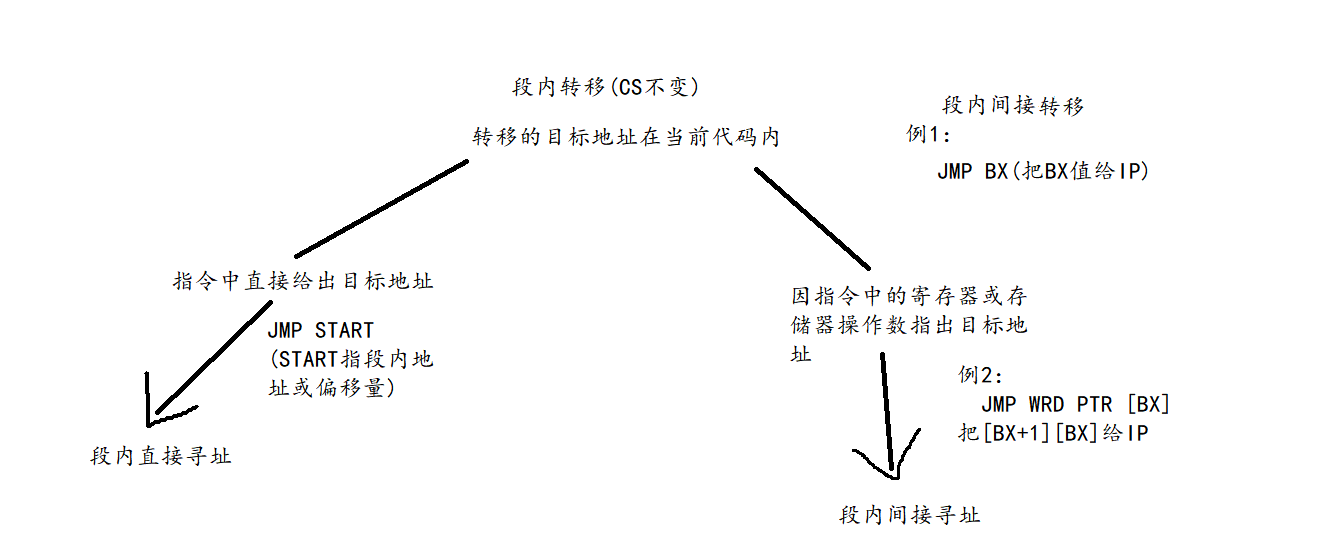 段内转移(CS不变)
转移的目标地址在当前代码内
段内间接转移
例1：
JMP BX(把BX值给IP)
指令中直接给出目标地址
JMP START
(START指段内地
址或偏移量)
段内直接寻址
因指令中的寄存器或存
储器操作数指出目标地
址
例2：
JMP WRD PTR [BX]
把[BX+1][BX]给IP
段内间接寻址